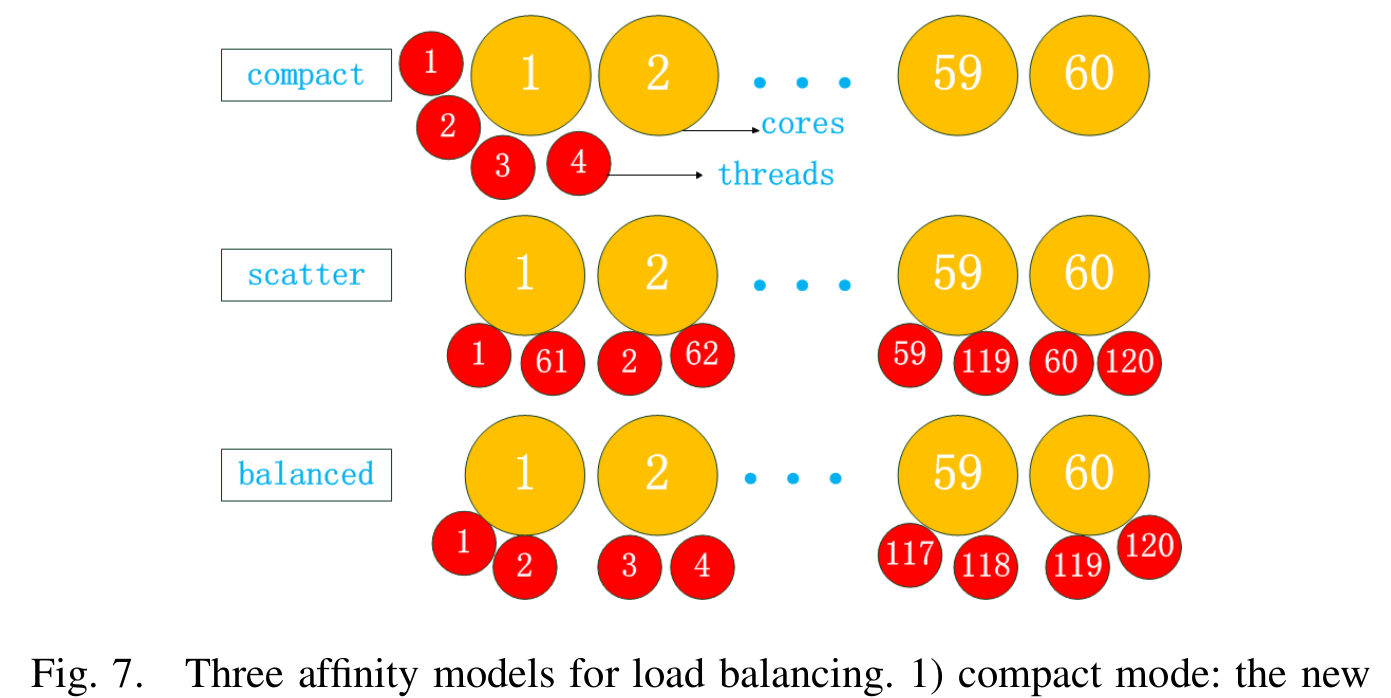 compact 1 1 2 59 60
2 3 4 cores
threads
scatter 1 2 59 60
1 61 2 62 59 119 60 120
balanced 1 2 59 60
1 2 3 4 117 118 119 120
Fig. 7. Three affinity models for load balancing. 1) compact mode: the new